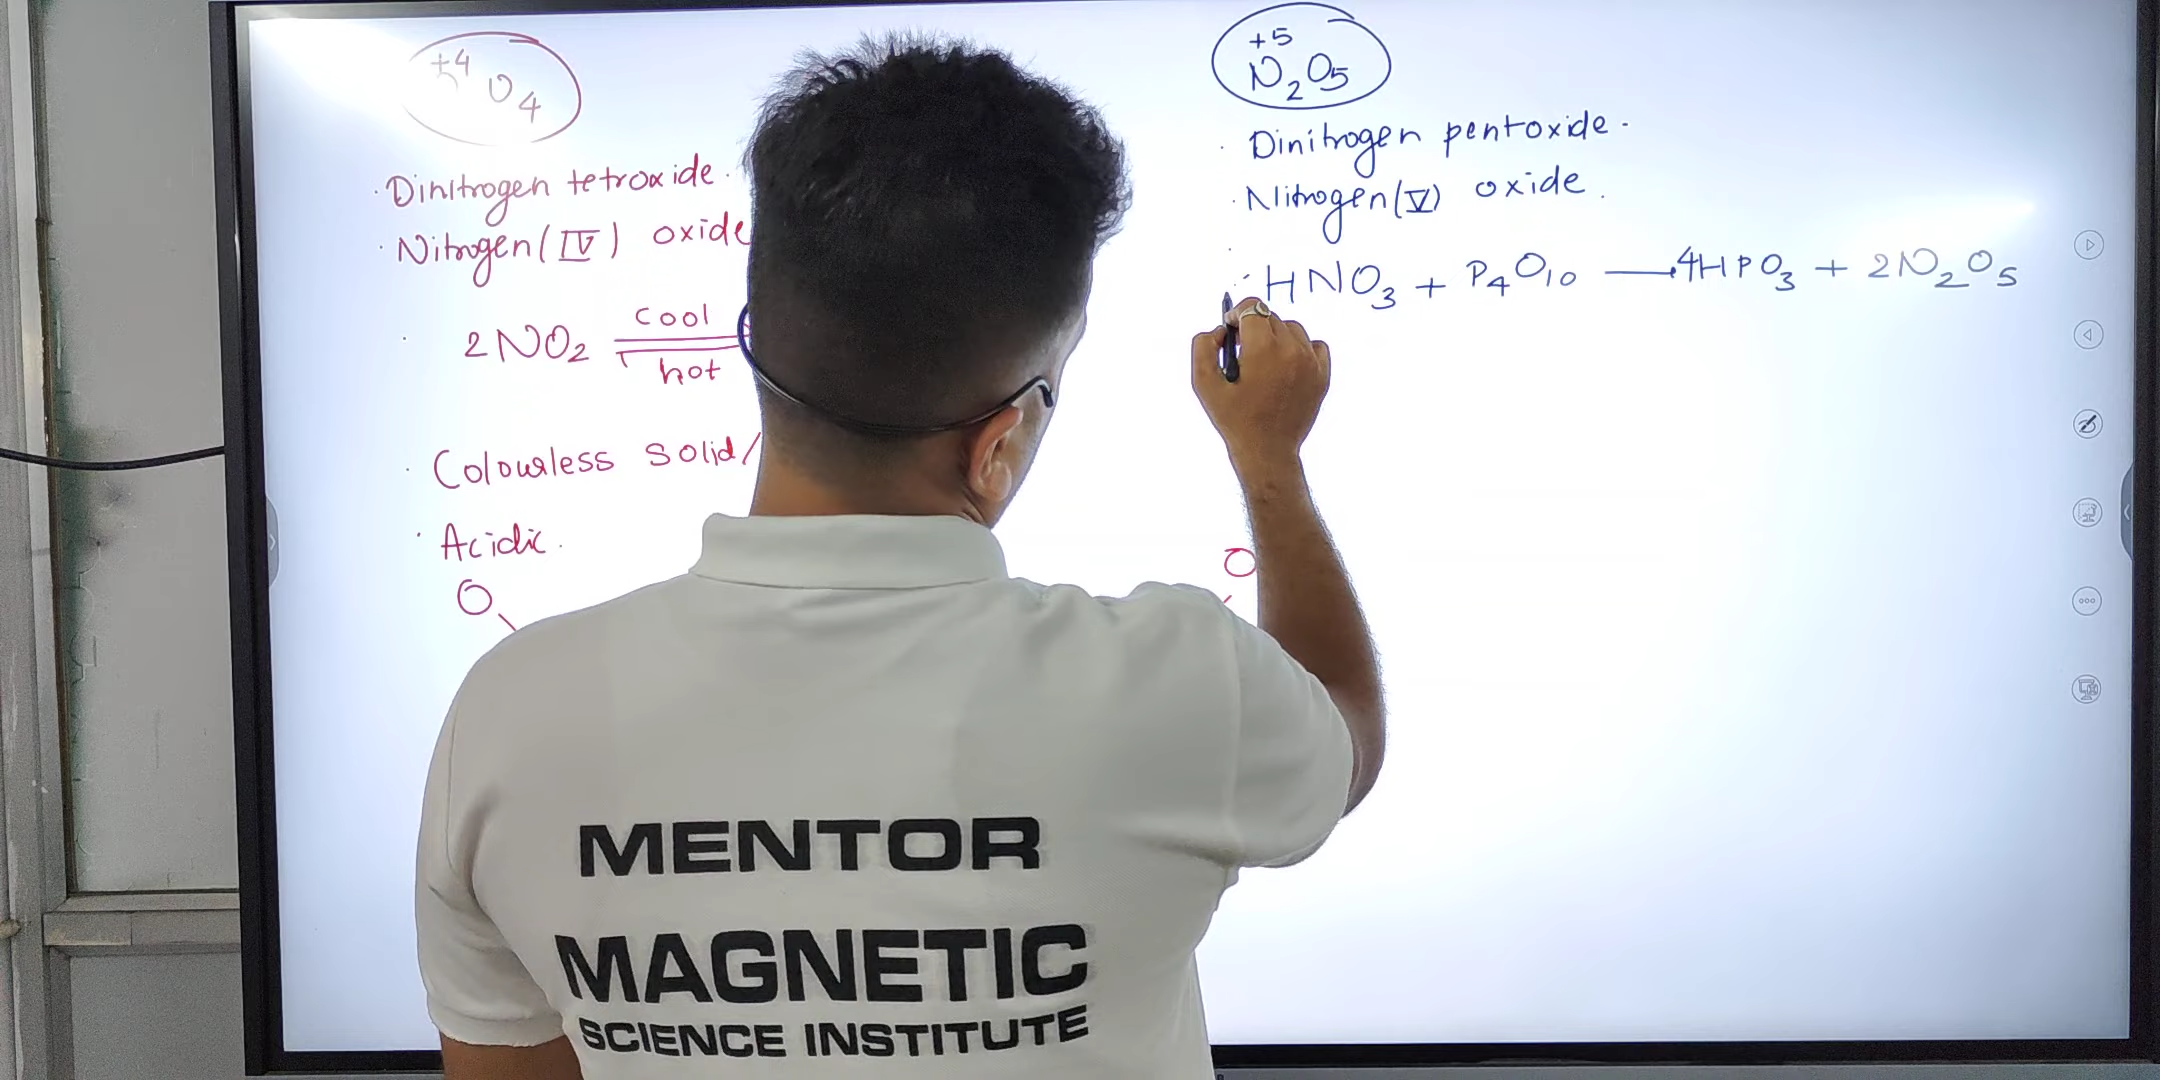 +4
O4
· Dinitrogen tetroxide.
· Nitrogen (IV) oxide
· 2NO2 cool
hot
· Colourless solid/
· Acidic.
O
O
+5
N2O5
· Dinitrogen pentoxide.
· Nitrogen (V) oxide.
· HNO3 + P4O10 → 4HPO3 + 2N2O5
MENTOR
MAGNETIC
SCIENCE INSTITUTE